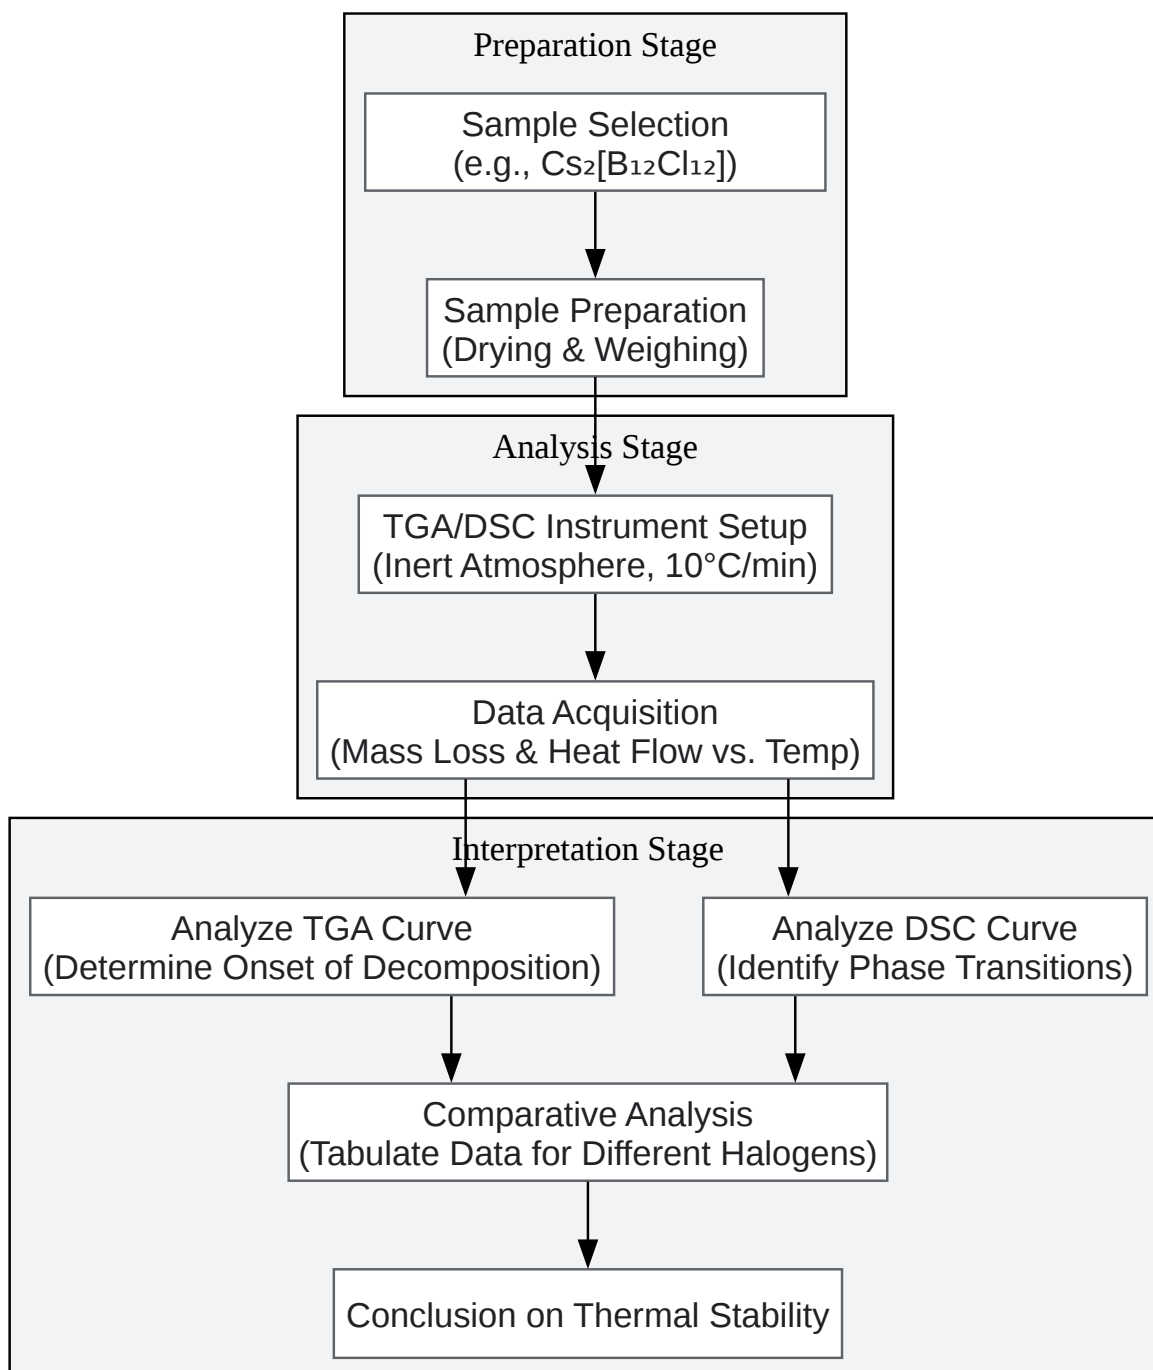 Preparation Stage
Sample Selection
(e.g., Cs₂[B₁₂Cl₁₂])
Sample Preparation
(Drying & Weighing)
Analysis Stage
TGA/DSC Instrument Setup
(Inert Atmosphere, 10°C/min)
Data Acquisition
(Mass Loss & Heat Flow vs. Temp)
Interpretation Stage
Analyze TGA Curve
(Determine Onset of Decomposition)
Analyze DSC Curve
(Identify Phase Transitions)
Comparative Analysis
(Tabulate Data for Different Halogens)
Conclusion on Thermal Stability